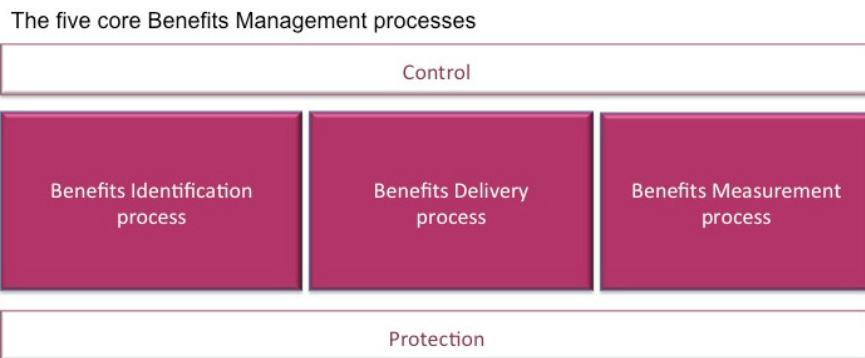 The five core Benefits Management processes
Control
Benefits Identification
process
Benefits Delivery
process
Benefits Measurement
process
Protection